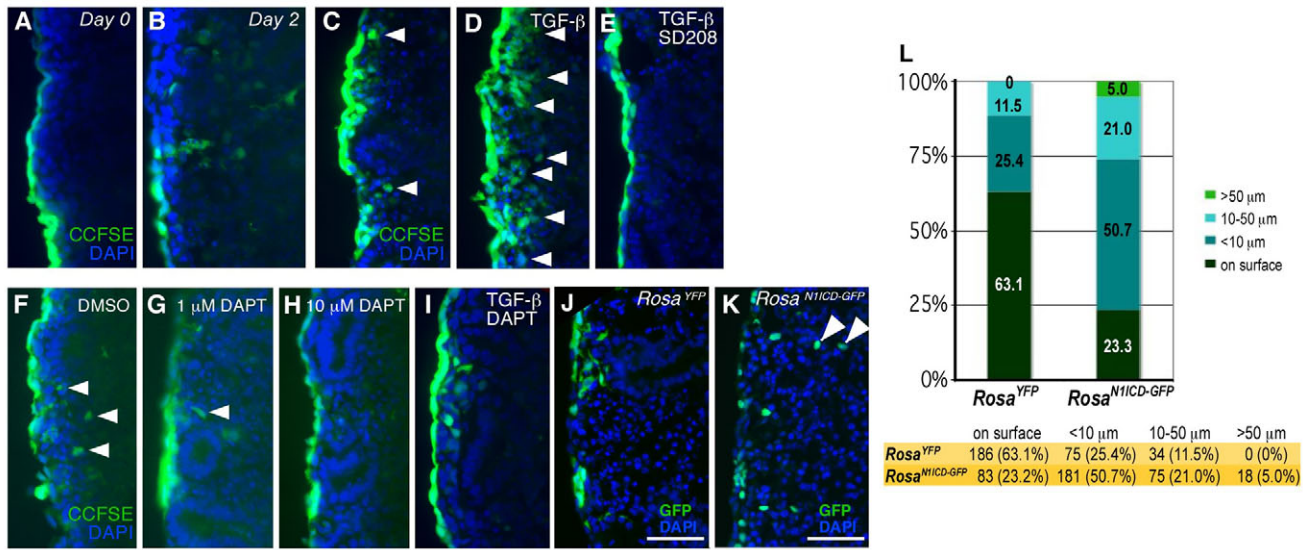 A Day 0
B Day 2
C
D TGF-β
E TGF-β
SD208
CCFSE
DAPI
CCFSE
DAPI
F DMSO
G 1 μM DAPT
H 10 μM DAPT
I TGF-β
DAPT
J Rosa YFP
K Rosa N1ICD-GFP
CCFSE
DAPI
GFP
DAPI
GFP
DAPI
L
100%
75%
50%
25%
0%
0
11.5
25.4
63.1
5.0
21.0
50.7
23.3
Rosa YFP
Rosa N1ICD-GFP
>50 μm
10-50 μm
<10 μm
on surface
on surface <10 μm 10-50 μm >50 μm
Rosa YFP 186 (63.1%) 75 (25.4%) 34 (11.5%) 0 (0%)
Rosa N1ICD-GFP 83 (23.2%) 181 (50.7%) 75 (21.0%) 18 (5.0%)